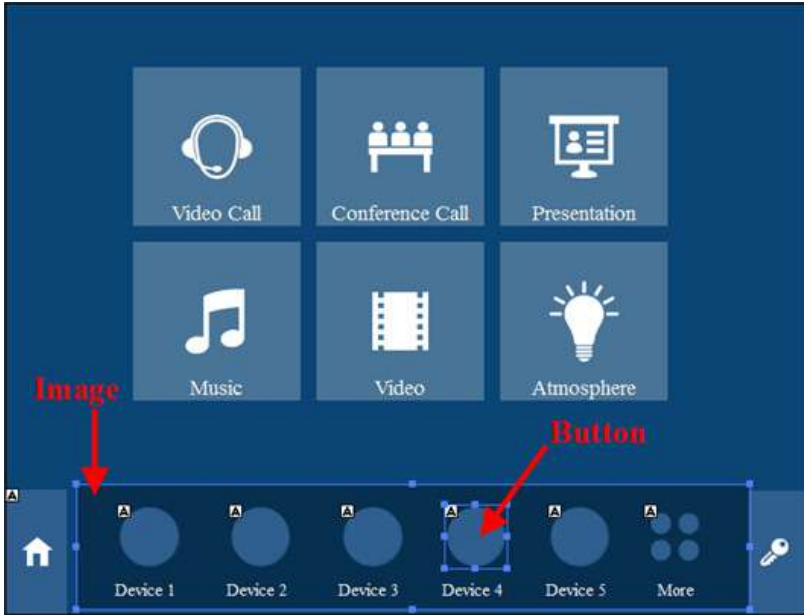 Video Call
Conference Call
Presentation
Music
Video
Atmosphere
Image
Button
A
A
A
A
A
A
A
Device 1
Device 2
Device 3
Device 4
Device 5
More